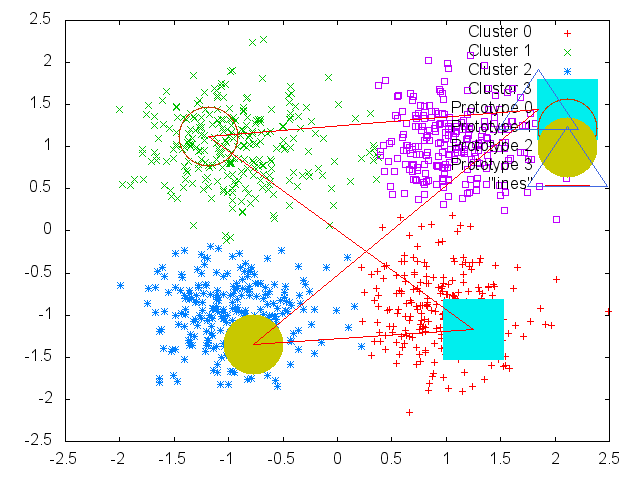 2.5
2
1.5
1
0.5
0
-0.5
-1
-1.5
-2
-2.5
-2.5
-2
-1.5
-1
-0.5
0
0.5
1
1.5
2
2.5
Cluster 0
Cluster 1
Cluster 2
Cluster 3
Prototype 0
Prototype 1
Prototype 2
Prototype 3
"lines"